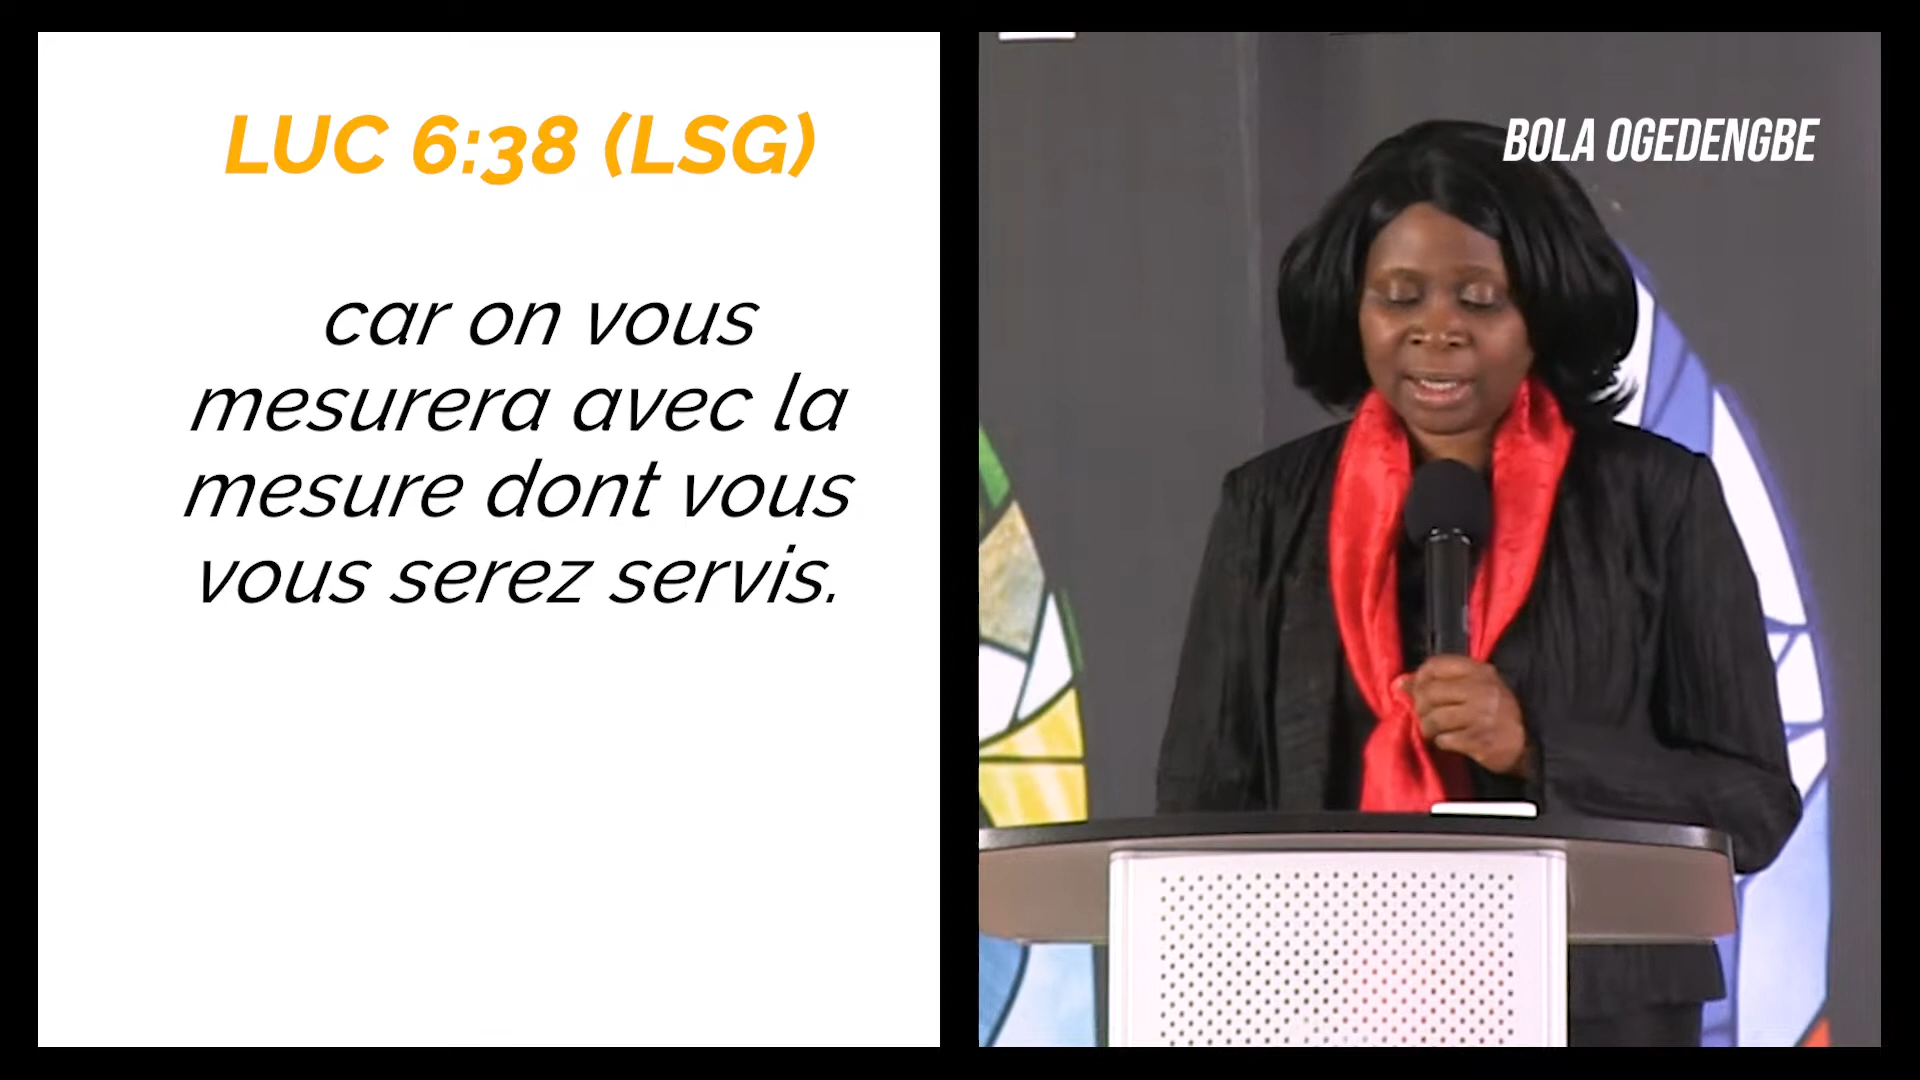 LUC 6:38 (LSG)
car on vous
mesurera avec la
mesure dont vous
vous serez servis.
BOLA OGEDENGBE